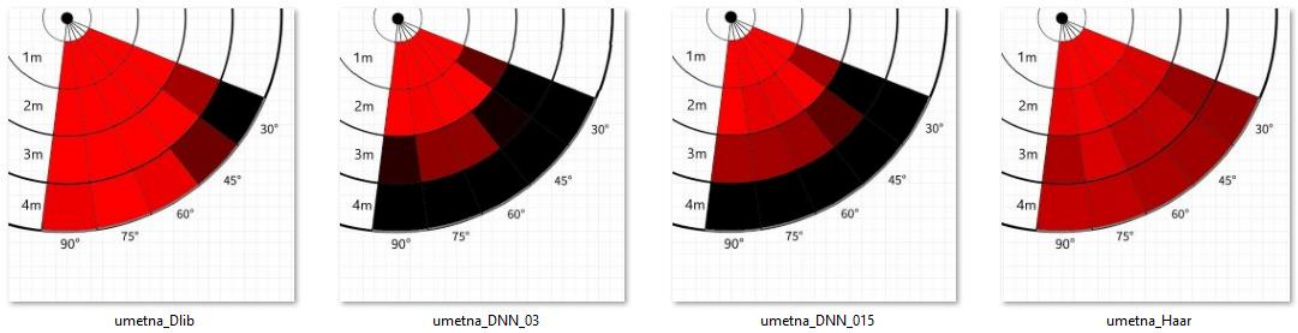 1m
2m
3m
4m
30°
45°
60°
75°
90°
umetna_Dlib
1m
2m
3m
4m
30°
45°
60°
75°
90°
umetna_DNN_03
1m
2m
3m
4m
30°
45°
60°
75°
90°
umetna_DNN_015
1m
2m
3m
4m
30°
45°
60°
75°
90°
umetna_Haar